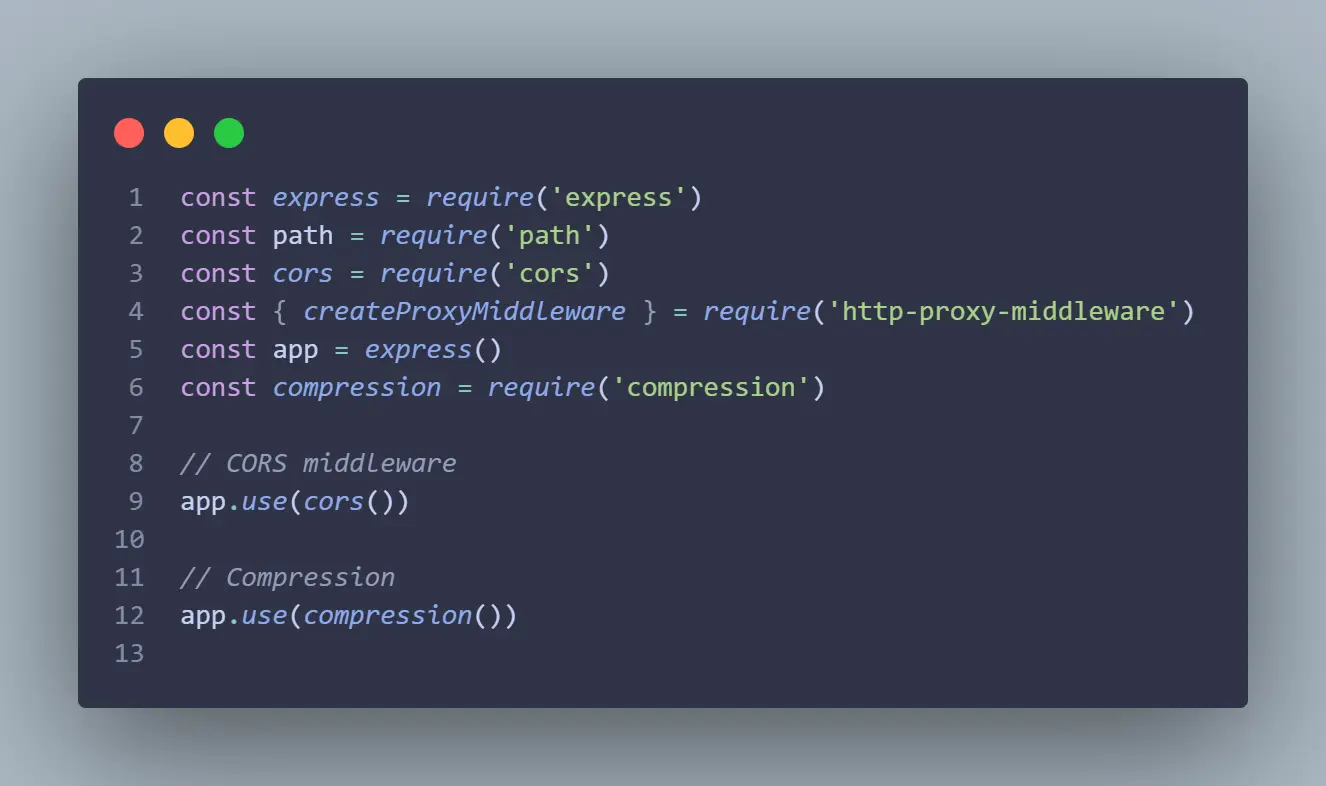 1 const express = require('express')
2 const path = require('path')
3 const cors = require('cors')
4 const { createProxyMiddleware } = require('http-proxy-middleware')
5 const app = express()
6 const compression = require('compression')
7
8 // CORS middleware
9 app.use(cors())
10
11 // Compression
12 app.use(compression())
13